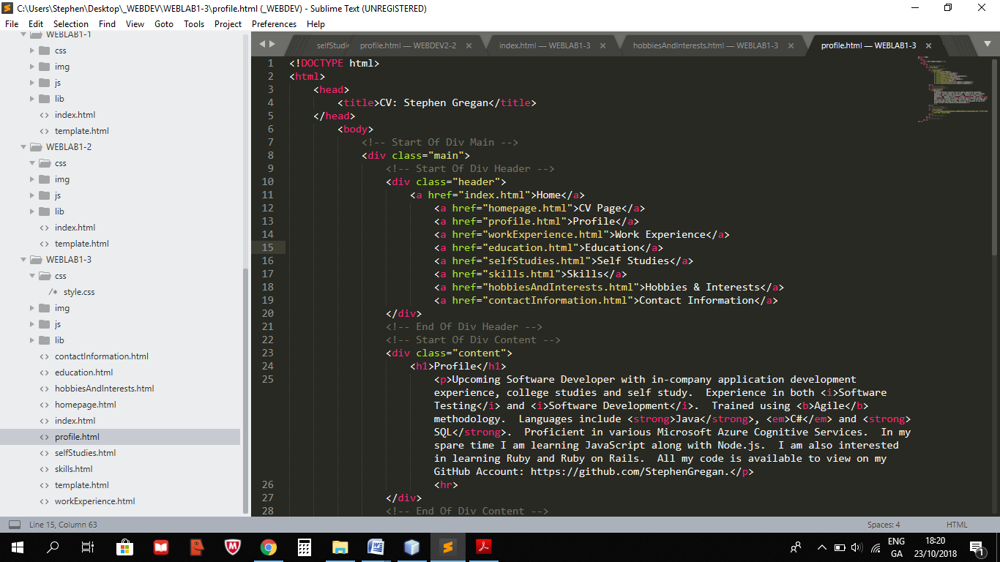 C:\Users\Stephen\Desktop\_WEBDEV\WEBLAB1-3\profile.html (_WEBDEV) - Sublime Text (UNREGISTERED)
File Edit Selection Find View Goto Tools Project Preferences Help
WEBLAB1-1
css
img
js
lib
index.html
template.html
WEBLAB1-2
css
img
js
lib
index.html
template.html
WEBLAB1-3
css
/* style.css
img
js
lib
contactInformation.html
education.html
hobbiesAndInterests.html
homepage.html
index.html
profile.html
selfStudies.html
skills.html
template.html
workExperience.html
selfStudie profile.html — WEBDEV2-2 index.html — WEBLAB1-3 hobbiesAndInterests.html — WEBLAB1-3 profile.html — WEBLAB1-3
1 <!DOCTYPE html>
2 <html>
3 <head>
4 <title>CV: Stephen Gregan</title>
5 </head>
6 <body>
7 <!-- Start Of Div Main -->
8 <div class="main">
9 <!-- Start Of Div Header -->
10 <div class="header">
11 <a href="index.html">Home</a>
12 <a href="homepage.html">CV Page</a>
13 <a href="profile.html">Profile</a>
14 <a href="workExperience.html">Work Experience</a>
15 <a href="education.html">Education</a>
16 <a href="selfStudies.html">Self Studies</a>
17 <a href="skills.html">Skills</a>
18 <a href="hobbiesAndInterests.html">Hobbies & Interests</a>
19 <a href="contactInformation.html">Contact Information</a>
20 </div>
21 <!-- End Of Div Header -->
22 <!-- Start Of Div Content -->
23 <div class="content">
24 <h1>Profile</h1>
25 <p>Upcoming Software Developer with in-company application development
experience, college studies and self study.  Experience in both <i>Software
Testing</i> and <i>Software Development</i>.  Trained using <b>Agile</b>
methodology.  Languages include <strong>Java</strong>, <em>C#</em> and <strong>
SQL</strong>.  Proficient in various Microsoft Azure Cognitive Services.  In my
spare time I am learning JavaScript along with Node.js.  I am also interested
in learning Ruby and Ruby on Rails.  All my code is available to view on my
GitHub Account: https://github.com/StephenGregan.</p>
26 <hr>
27 </div>
28 <!-- End Of Div Content -->
Line 15, Column 63 Spaces: 4 HTML
ENG 18:20
GA 23/10/2018 1